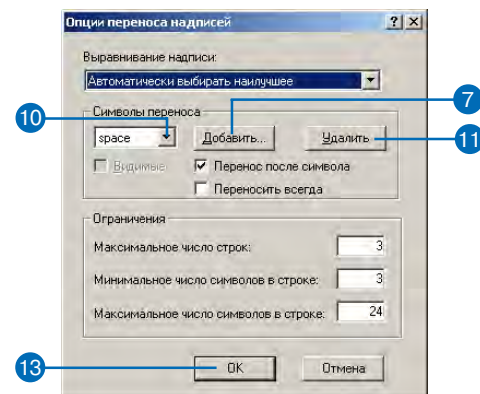 Опции переноса надписей
Выравнивание надписи:
Автоматически выбирать наилучшее
Символы переноса
10
7
space Добавить... Удалить
11
Видимые Перенос после символа
Переносить всегда
Ограничения
Максимальное число строк: 3
Минимальное число символов в строке: 3
Максимальное число символов в строке: 24
13
OK Отмена